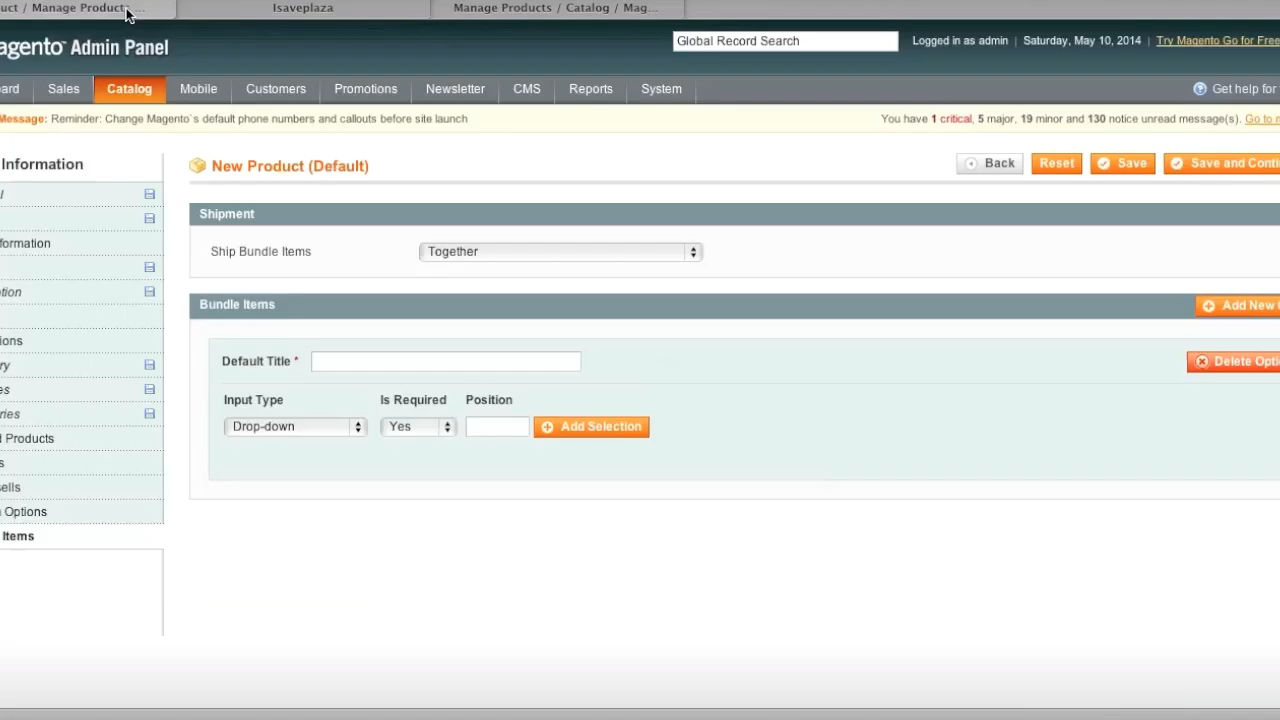 uct / Manage Products ...
Isaveplaza
Manage Products / Catalog / Mag...
agento Admin Panel
Global Record Search
Logged in as admin | Saturday, May 10, 2014 | Try Magento Go for Free
ard
Sales
Catalog
Mobile
Customers
Promotions
Newsletter
CMS
Reports
System
Get help for
Message: Reminder: Change Magento`s default phone numbers and callouts before site launch
You have 1 critical, 5 major, 19 minor and 130 notice unread message(s). Go to
Information
New Product (Default)
Back
Reset
Save
Save and Conti
formation
tion
ions
ry
es
ries
d Products
s
sells
Options
Items
Shipment
Ship Bundle Items
Together
Bundle Items
Add New
Default Title *
Delete Opti
Input Type
Is Required
Position
Drop-down
Yes
Add Selection